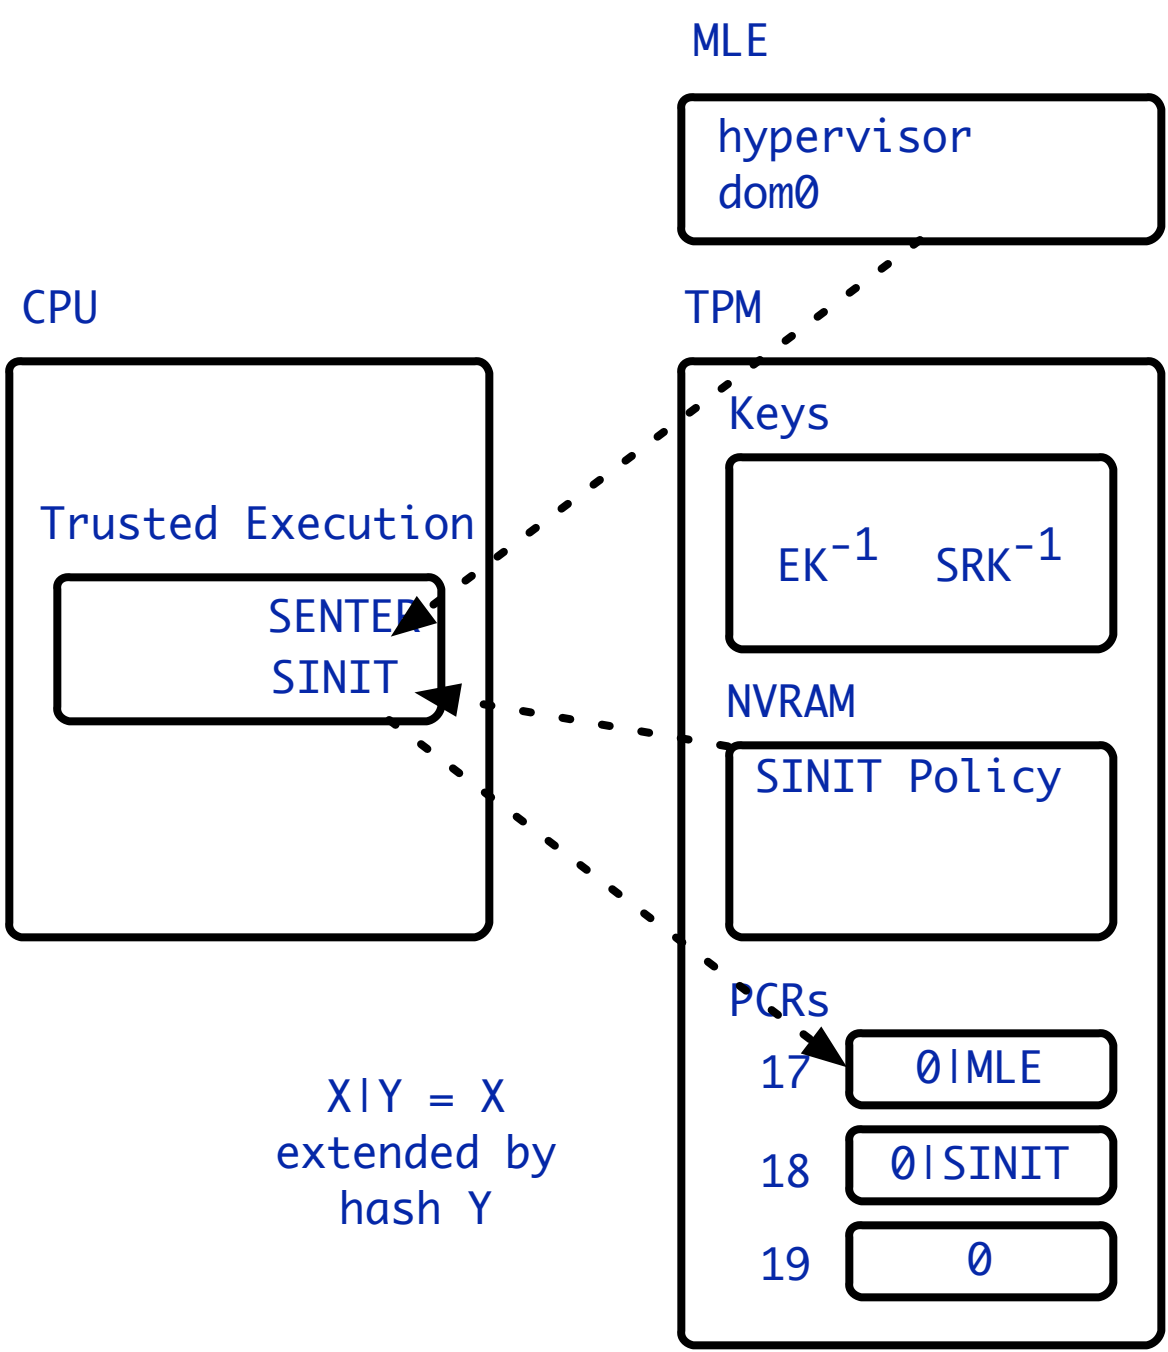 MLE
hypervisor
dom0
CPU
TPM
Keys
Trusted Execution
EK⁻¹ SRK⁻¹
SENTER
SINIT
NVRAM
SINIT Policy
PCRs
17 0|MLE
X|Y = X
extended by
hash Y
18 0|SINIT
19 0